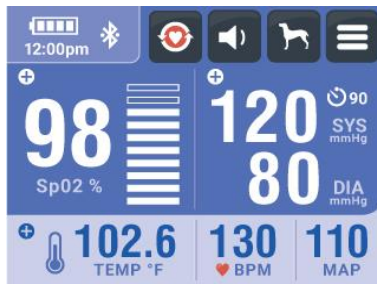 12:00pm
98
Sp02 %
120
90
SYS
mmHg
80
DIA
mmHg
102.6
TEMP °F
130
BPM
110
MAP